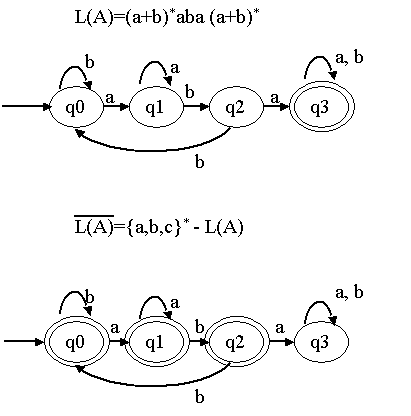 L(A)=(a+b)*aba (a+b)*
b a a, b
q0 a q1 b q2 a q3
b
L(A)={a,b,c}* - L(A)
b a a, b
q0 a q1 b q2 a q3
b